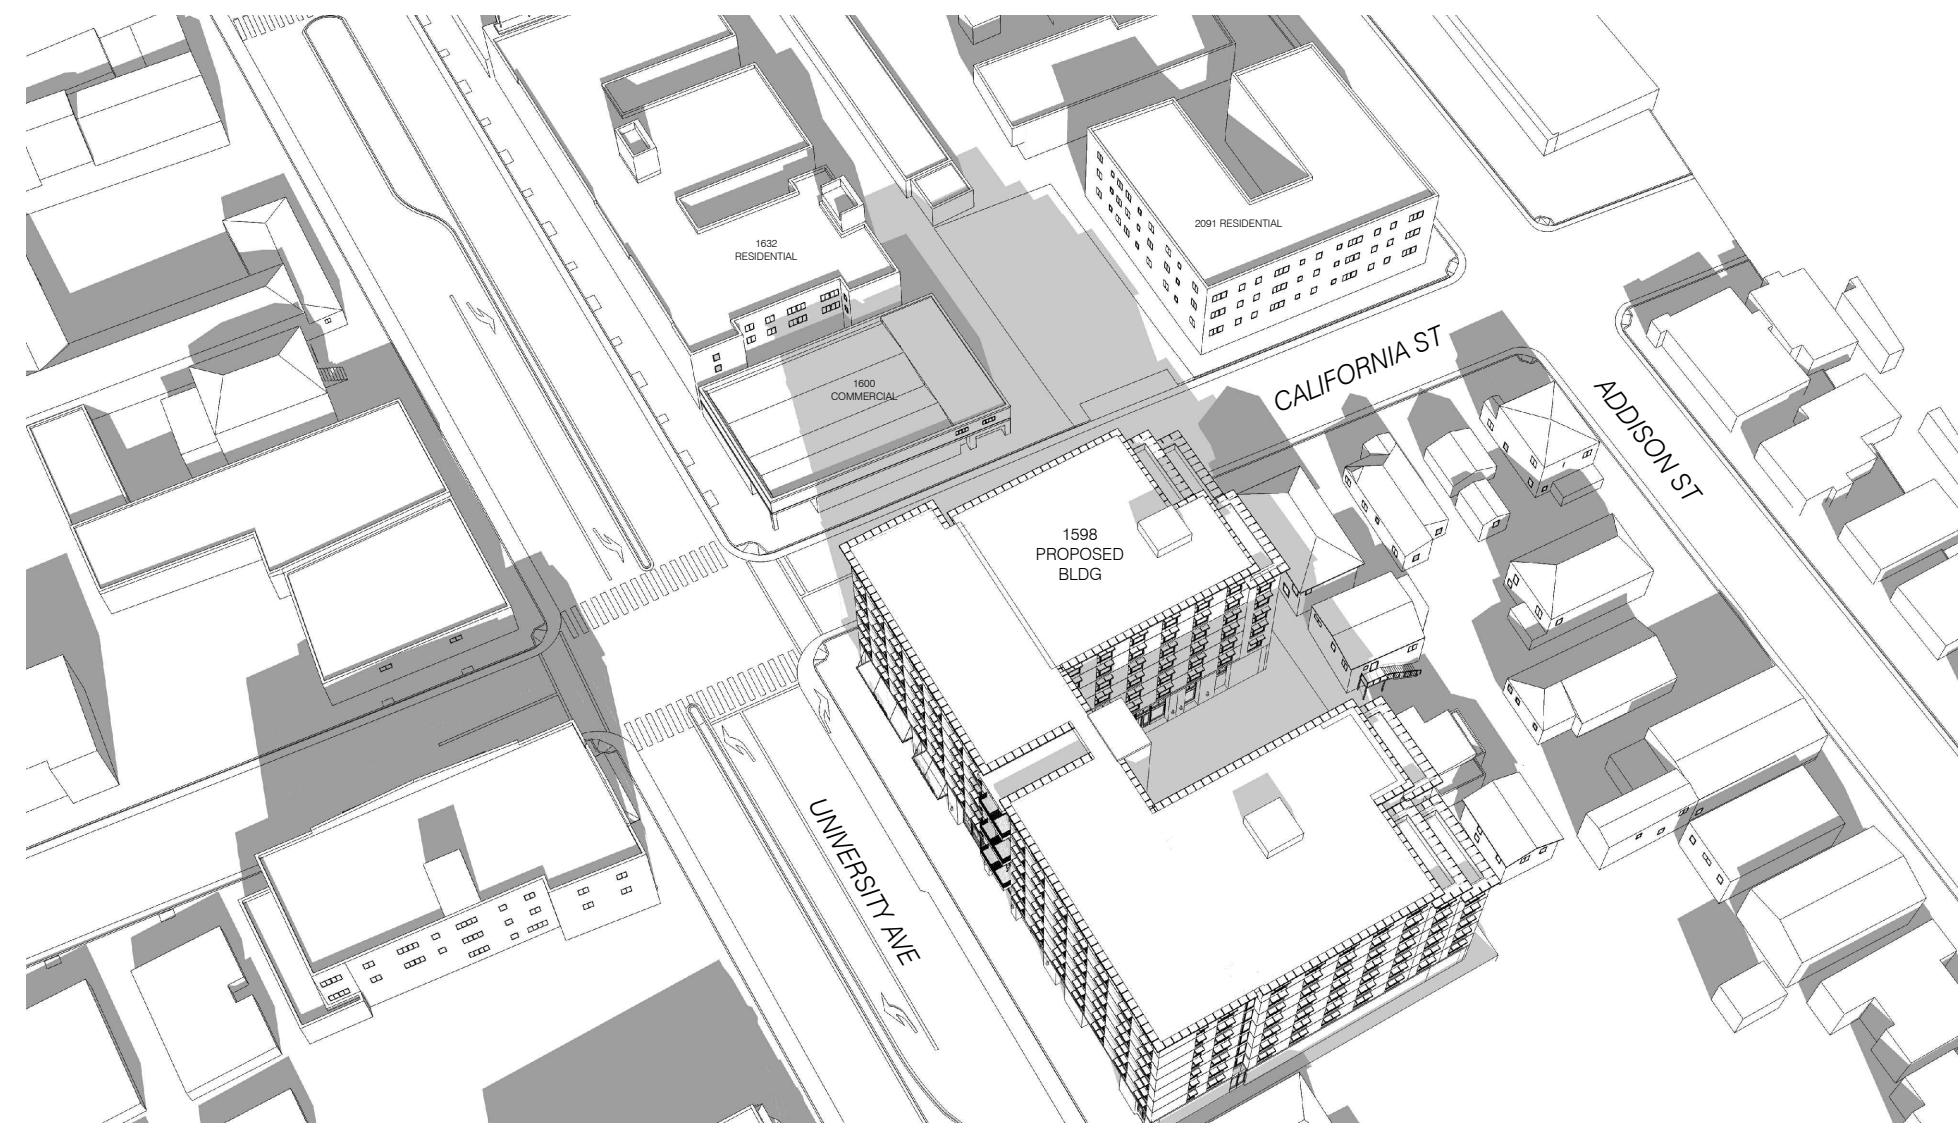 2091 RESIDENTIAL
1632
RESIDENTIAL
CALIFORNIA ST
1600
COMMERCIAL
ADDISON ST
1598
PROPOSED
BLDG
UNIVERSITY AVE